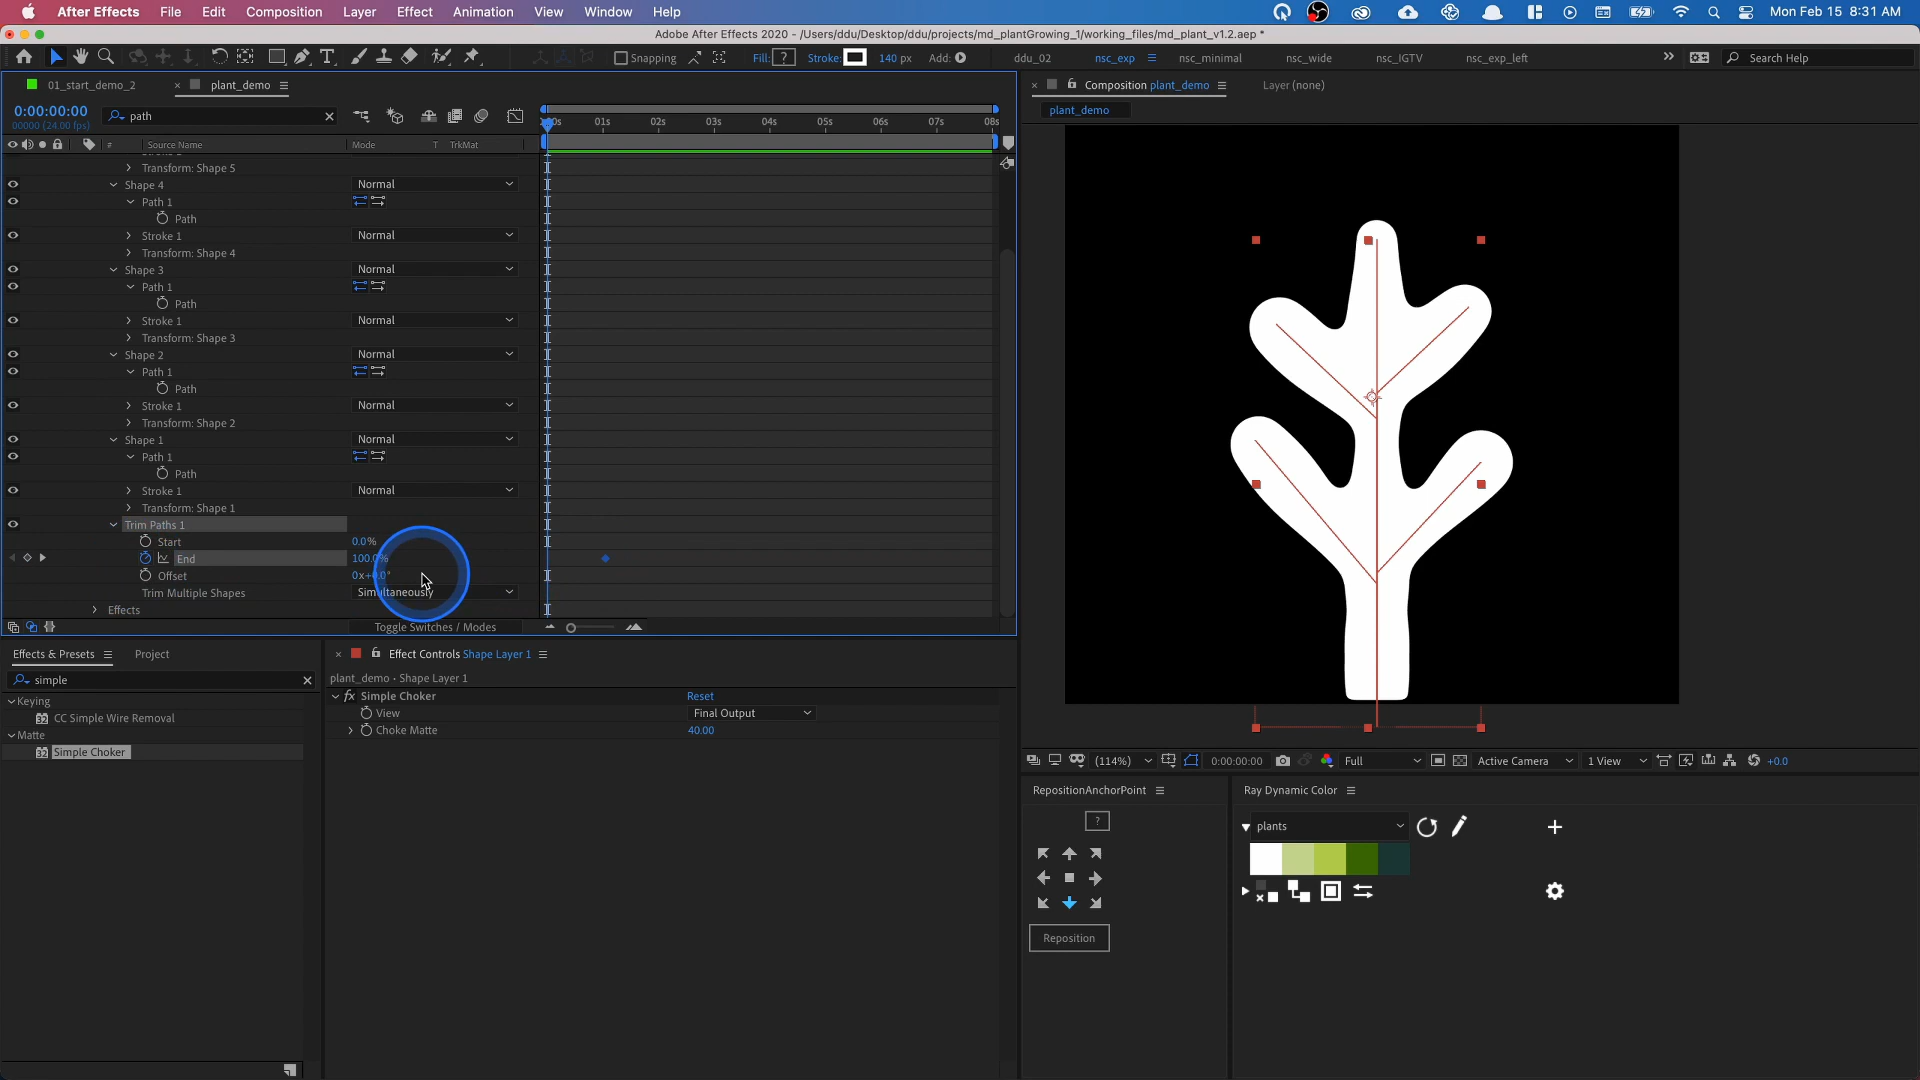 After Effects File Edit Composition Layer Effect Animation View Window Help Mon Feb 15 8:31 AM
Adobe After Effects 2020 - /Users/ddu/Desktop/ddu/projects/md_plantGrowing_1/working_files/md_plant_v1.2.aep *
Snapping Fill: ? Stroke: 140 px Add: ddu_02 nsc_exp nsc_minimal nsc_wide nsc_IGTV nsc_exp_left Search Help
01_start_demo_2 plant_demo
Composition plant_demo Layer (none)
0:00:00:00
00000 (24.00 fps)
path
plant_demo
01s 02s 03s 04s 05s 06s 07s 08s
# Source Name Mode T TrkMat
Transform: Shape 5
Shape 4 Normal
Path 1
Path
Stroke 1 Normal
Transform: Shape 4
Shape 3 Normal
Path 1
Path
Stroke 1 Normal
Transform: Shape 3
Shape 2 Normal
Path 1
Path
Stroke 1 Normal
Transform: Shape 2
Shape 1 Normal
Path 1
Path
Stroke 1 Normal
Transform: Shape 1
Trim Paths 1
Start 0.0%
End 100.0%
Offset 0x+0.0°
Trim Multiple Shapes Simultaneously
Effects
Toggle Switches / Modes
Effects & Presets Project
simple
Keying
CC Simple Wire Removal
Matte
Simple Choker
Effect Controls Shape Layer 1
plant_demo • Shape Layer 1
fx Simple Choker Reset
View Final Output
Choke Matte 40.00
(114%) 0:00:00:00 Full Active Camera 1 View +0.0
RepositionAnchorPoint
?
Reposition
Ray Dynamic Color
plants